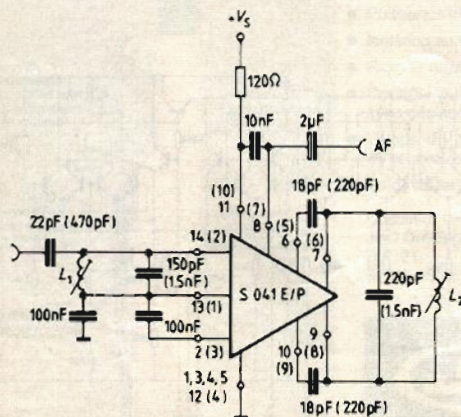 +Vs
120Ω
10nF
2µF
AF
(10)
11
(7)
8
(5)
18pF (220pF)
6
(6)
7
22pF (470pF)
14 (2)
L1
150pF
(1.5nF)
S 041 E/P
220pF
(1.5nF)
L2
13 (1)
100nF
100nF
2 (3)
9
10
(8)
(9)
1,3,4,5
12 (4)
18pF (220pF)